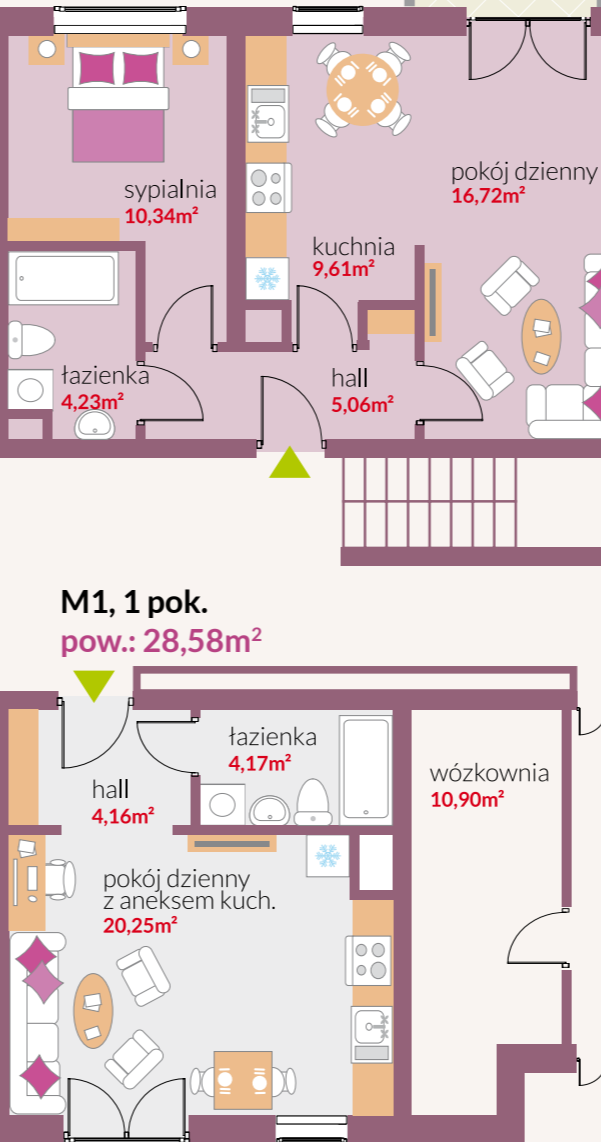 sypialnia
10,34m²
pokój dzienny
16,72m²
kuchnia
9,61m²
łazienka
4,23m²
hall
5,06m²
M1, 1 pok.
pow.: 28,58m²
łazienka
4,17m²
hall
4,16m²
wózkownia
10,90m²
pokój dzienny
z aneksem kuch.
20,25m²